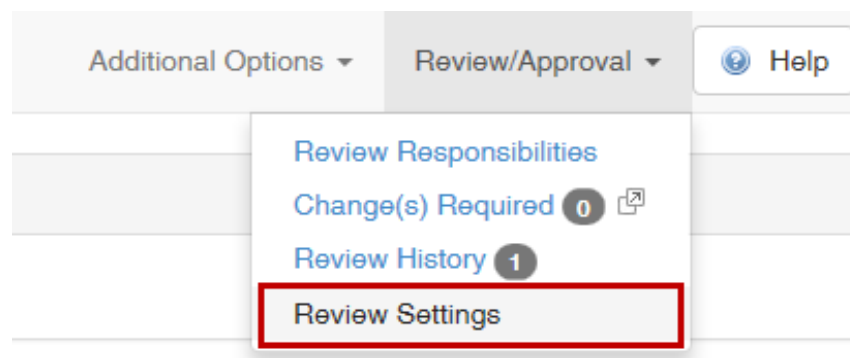 Additional Options Review/Approval Help
Review Responsibilities
Change(s) Required 0
Review History 1
Review Settings